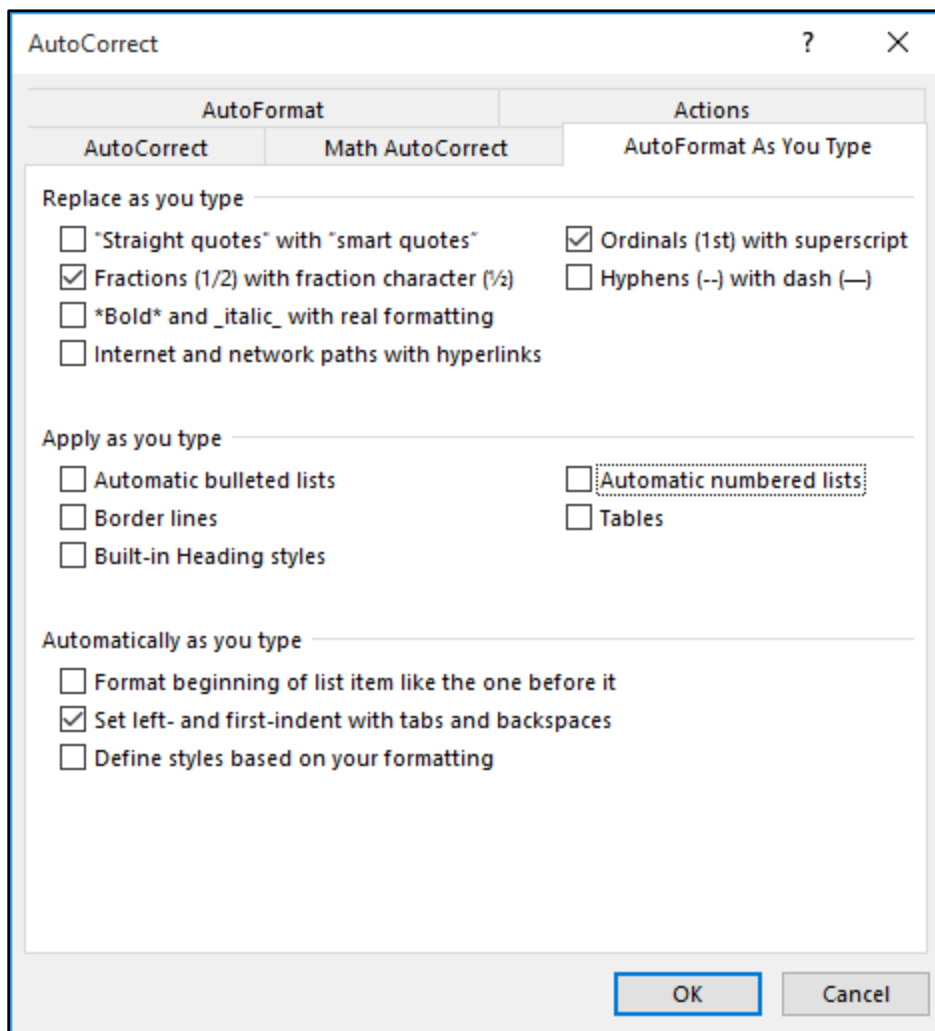 AutoCorrect ? ×
AutoFormat Actions
AutoCorrect Math AutoCorrect AutoFormat As You Type
Replace as you type
"Straight quotes" with “smart quotes” Ordinals (1st) with superscript
Fractions (1/2) with fraction character (½) Hyphens (--) with dash (—)
*Bold* and _italic_ with real formatting
Internet and network paths with hyperlinks
Apply as you type
Automatic bulleted lists Automatic numbered lists
Border lines Tables
Built-in Heading styles
Automatically as you type
Format beginning of list item like the one before it
Set left- and first-indent with tabs and backspaces
Define styles based on your formatting
OK Cancel